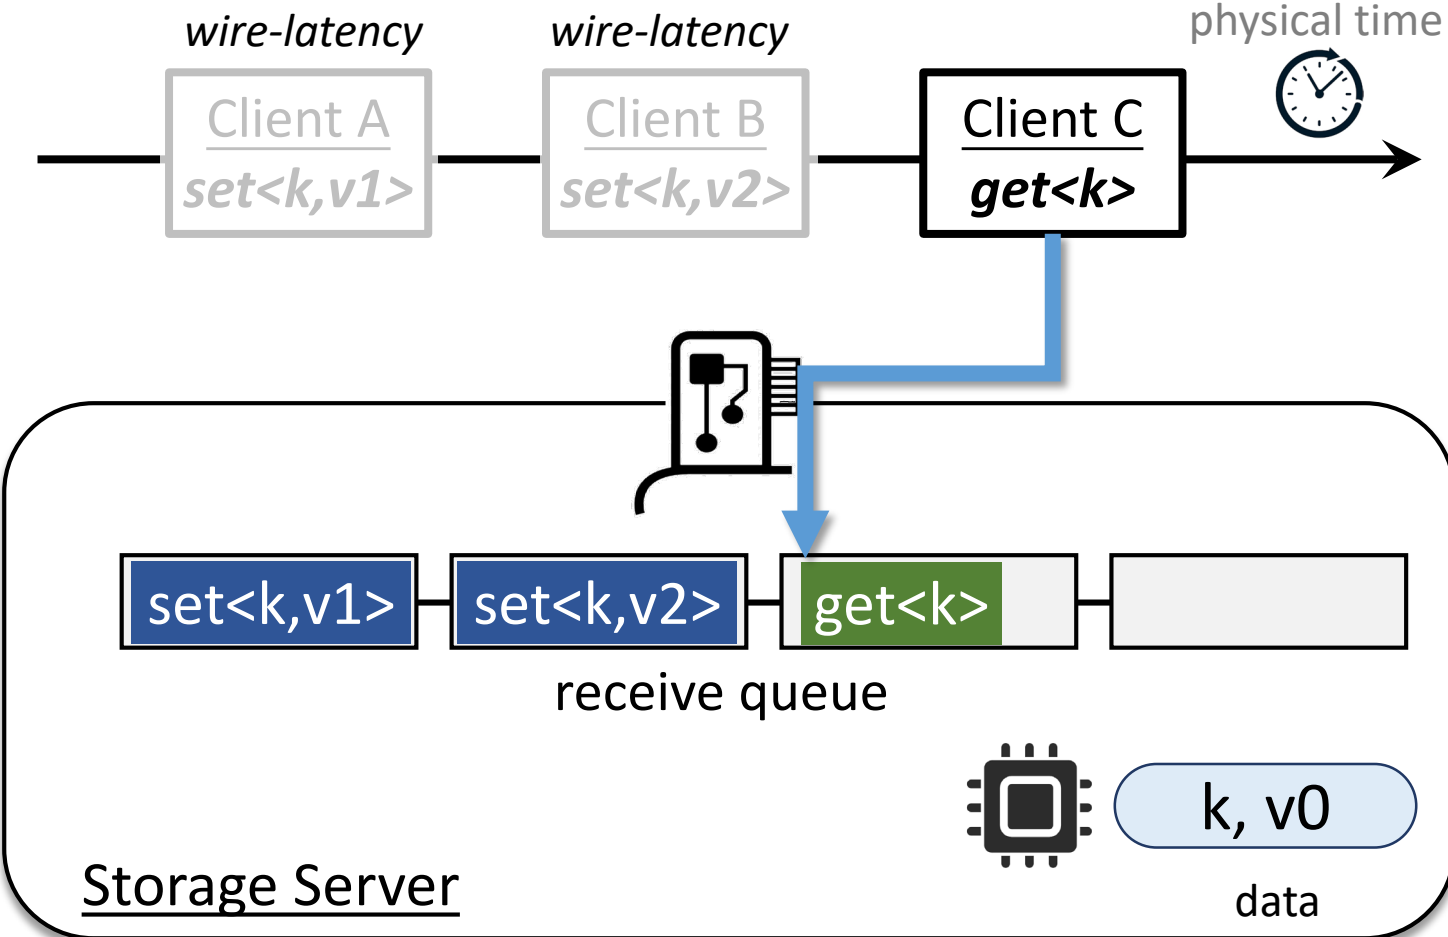 wire-latency
wire-latency
physical time
Client A
set<k,v1>
Client B
set<k,v2>
Client C
get<k>
set<k,v1>
set<k,v2>
get<k>
receive queue
k, v0
data
Storage Server